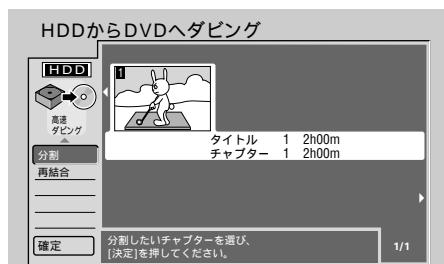 HDDからDVDへダビング
HDD
1
高速
ダビング
タイトル 1 2h00m
チャプター 1 2h00m
分割
再結合
確定
分割したいチャプターを選び、
[決定]を押してください。
1/1